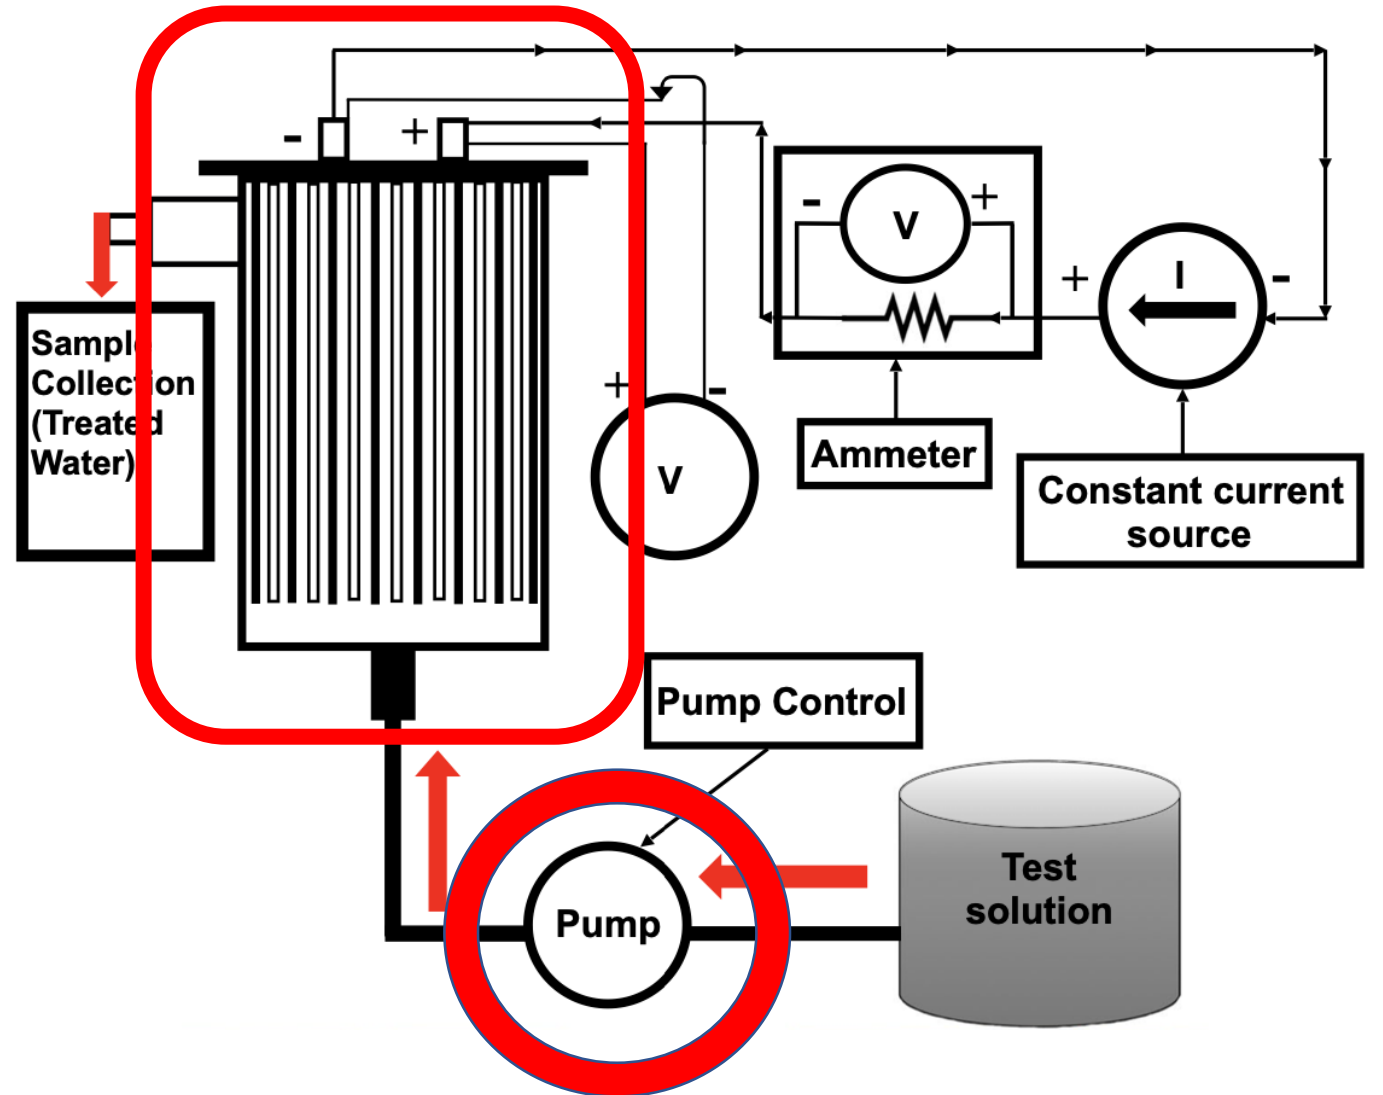 - +
- V +
+ I -
Sample
Collection
(Treated
Water)
+ -
V
Ammeter
Constant current
source
Pump Control
Pump
Test
solution